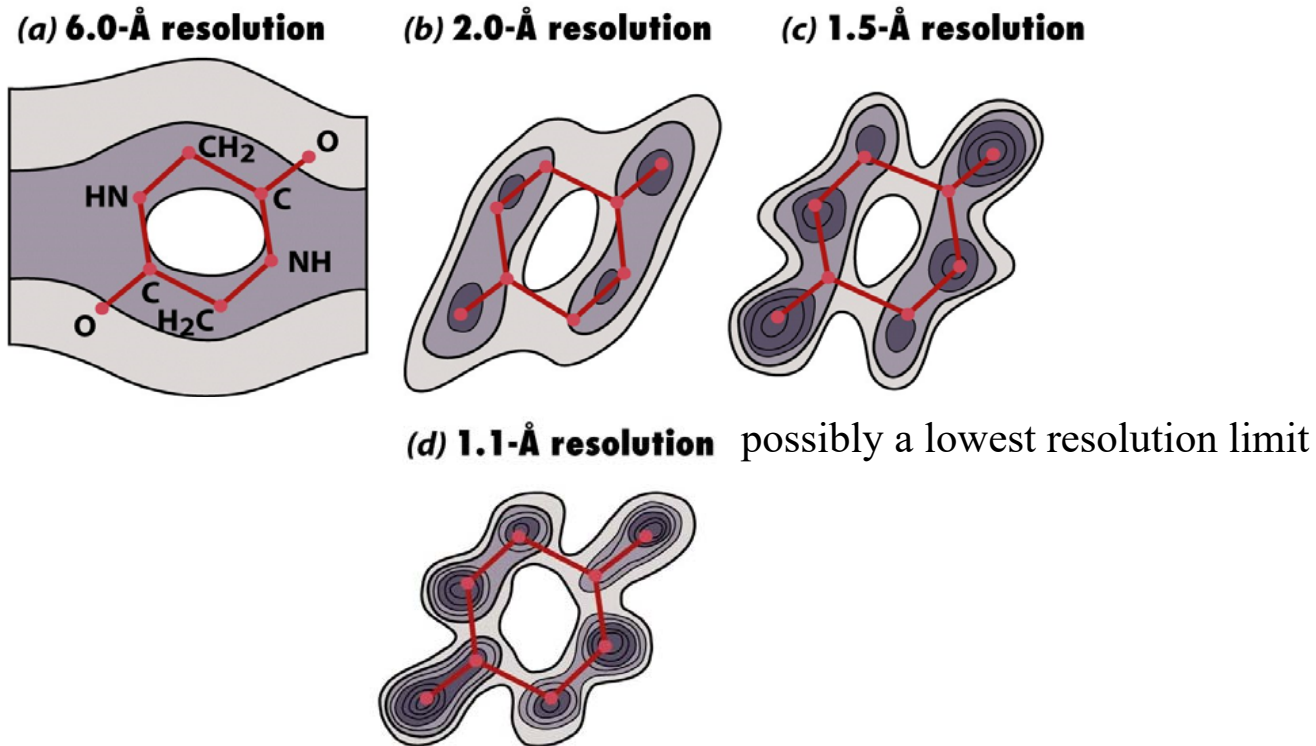 (a) 6.0-Å resolution
(b) 2.0-Å resolution
(c) 1.5-Å resolution
CH₂
O
HN
C
NH
C
H₂C
O
(d) 1.1-Å resolution possibly a lowest resolution limit